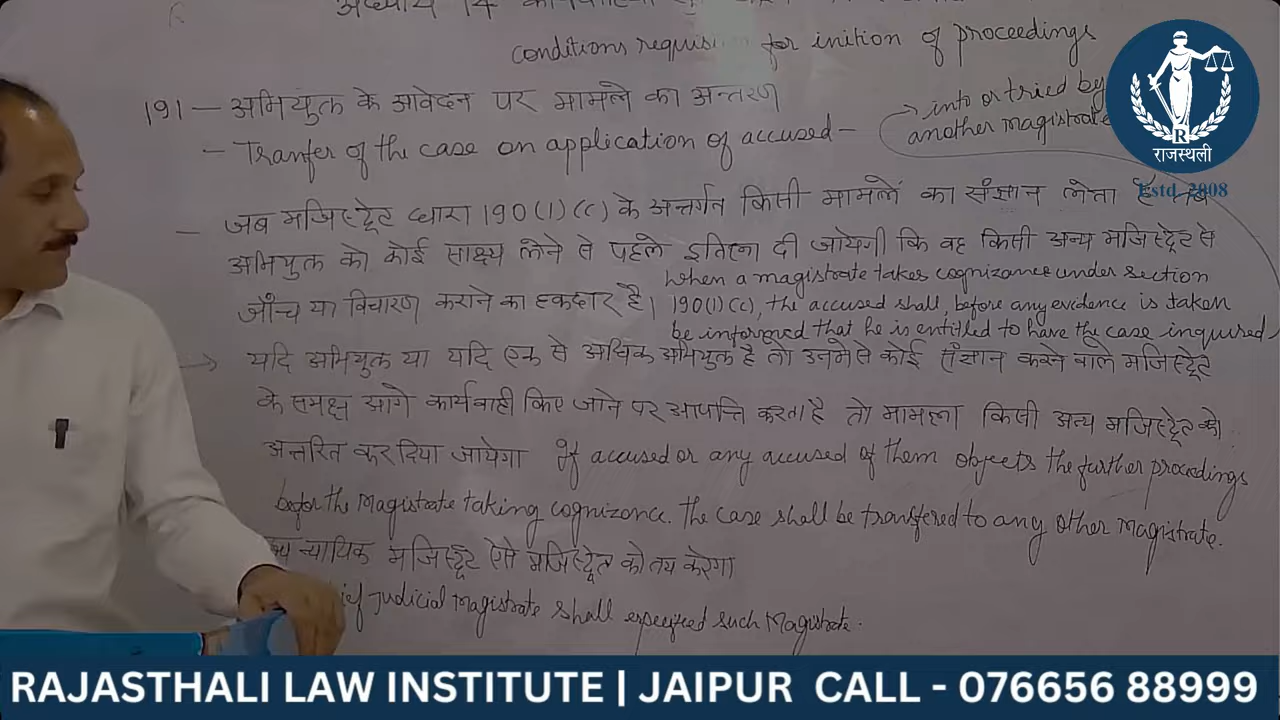 अध्याय 14
conditions requisi for inition of proceedings
191 - अभियुक्त के आवेदन पर मामले का अन्तरण
- Tranfer of the case on application of accused -
→ into or tried by
another magistrate
राजस्थली
Estd. 2008
- जब मजिस्ट्रेट द्वारा 190(1)(c) के अन्तर्गत किसी मामले का संज्ञान लेता है तब
अभियुक्त को कोई साक्ष्य लेने से पहले इतिला दी जायेगी कि वह किसी अन्य मजिस्ट्रेट से
जाँच या विचारण कराने का हकदार है।
When a magistrate takes cognizance under section
190(1)(c), the accused shall, before any evidence is taken
be informed that he is entitled to have the case inquired
→ यदि अभियुक्त या यदि एक से अधिक अभियुक्त है तो उनमेसे कोई संज्ञान करने वाले मजिस्ट्रेट
के समक्ष आगे कार्यवाही किए जाने पर आपत्ति करता है तो मामला किसी अन्य मजिस्ट्रेट को
अन्तरित कर दिया जायेगा If accused or any accused of them objects the further proceedings
befor the Magistrate taking cognizance. The case shall be transfered to any other Magistrate.
न्यायिक मजिस्ट्रेट ऐसे मजिस्ट्रेट को तय करेगा
Judicial Magistrate shall such Magistrate.
RAJASTHALI LAW INSTITUTE | JAIPUR CALL - 076656 88999